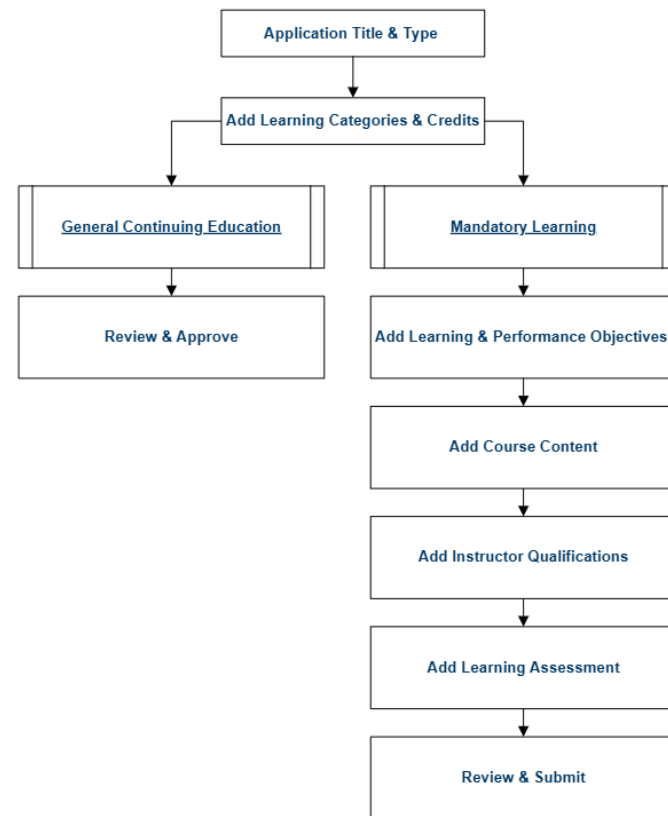 Application Title & Type
Add Learning Categories & Credits
General Continuing Education
Mandatory Learning
Review & Approve
Add Learning & Performance Objectives
Add Course Content
Add Instructor Qualifications
Add Learning Assessment
Review & Submit